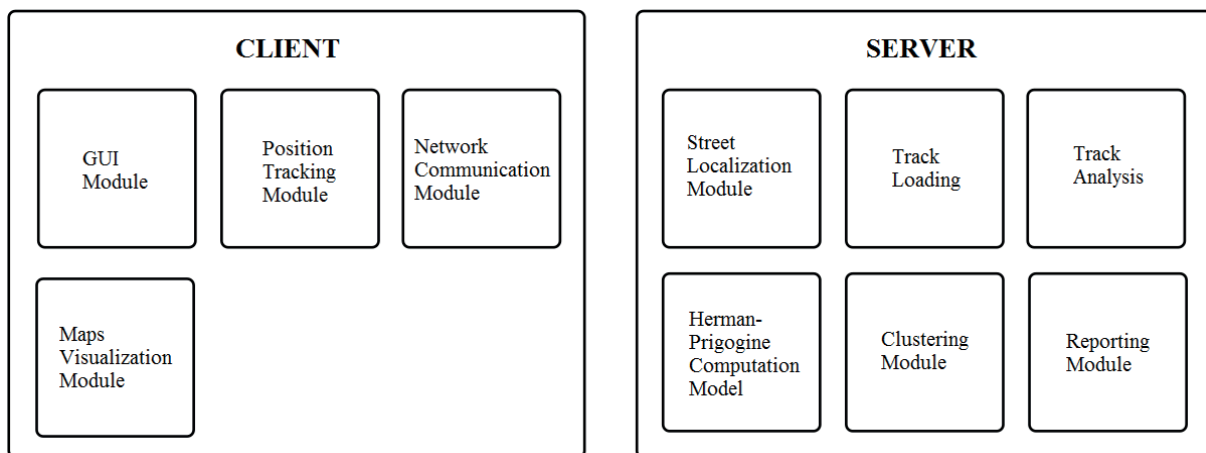 CLIENT
GUI
Module
Position
Tracking
Module
Network
Communication
Module
Maps
Visualization
Module
SERVER
Street
Localization
Module
Track
Loading
Track
Analysis
Herman-
Prigogine
Computation
Model
Clustering
Module
Reporting
Module